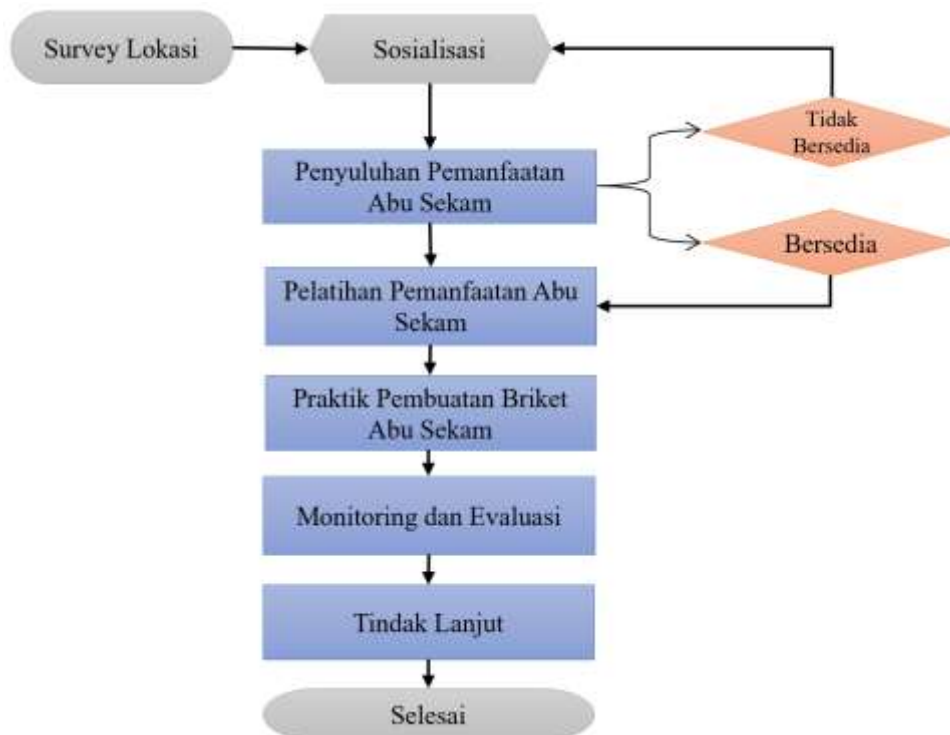 Survey Lokasi
Sosialisasi
Tidak
Bersedia
Penyuluhan Pemanfaatan
Abu Sekam
Bersedia
Pelatihan Pemanfaatan Abu
Sekam
Praktik Pembuatan Briket
Abu Sekam
Monitoring dan Evaluasi
Tindak Lanjut
Selesai